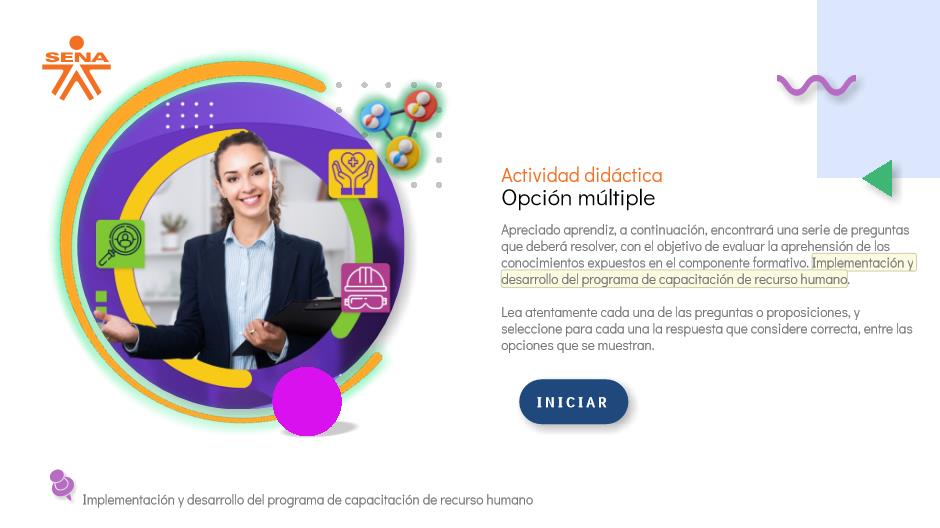 SENA
Actividad didáctica
Opción múltiple
Apreciado aprendiz, a continuación, encontrará una serie de preguntas
que deberá resolver, con el objetivo de evaluar la aprehensión de los
conocimientos expuestos en el componente formativo. Implementación y
desarrollo del programa de capacitación de recurso humano.
Lea atentamente cada una de las preguntas o proposiciones, y
seleccione para cada una la respuesta que considere correcta, entre las
opciones que se muestran.
INICIAR
Implementación y desarrollo del programa de capacitación de recurso humano